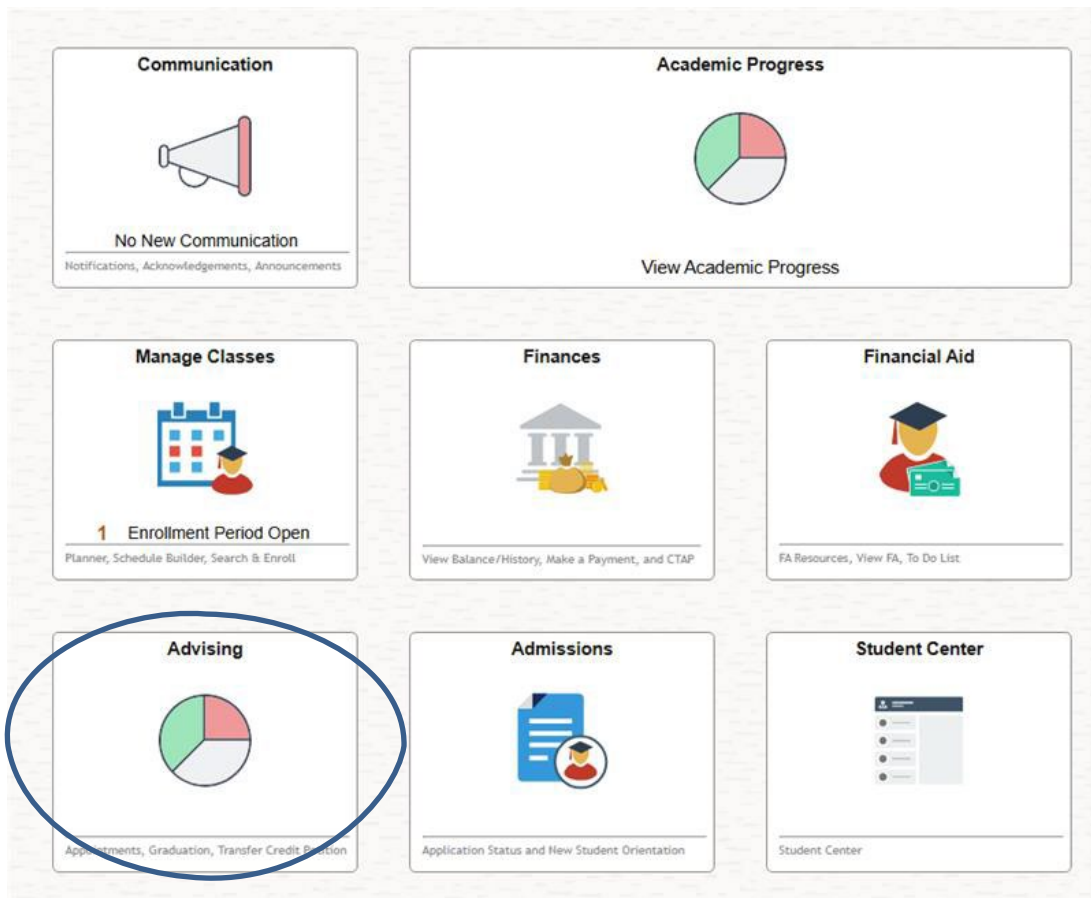 Communication
No New Communication
Notifications, Acknowledgements, Announcements
Academic Progress
View Academic Progress
Manage Classes
1 Enrollment Period Open
Planner, Schedule Builder, Search & Enroll
Finances
View Balance/History, Make a Payment, and CTAP
Financial Aid
FA Resources, View FA, To Do List
Advising
Appointments, Graduation, Transfer Credit Petition
Admissions
Application Status and New Student Orientation
Student Center
Student Center